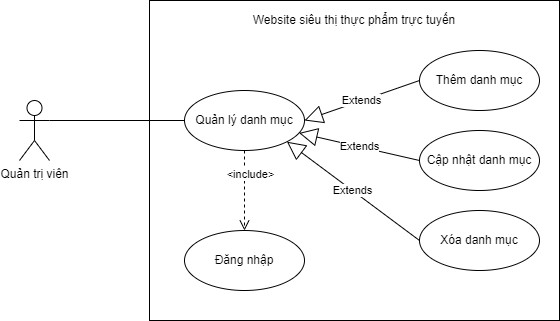 Website siêu thị thực phẩm trực tuyến
Thêm danh mục
Extends
Quản lý danh mục
Extends
Cập nhật danh mục
Quản trị viên
<include>
Extends
Xóa danh mục
Đăng nhập